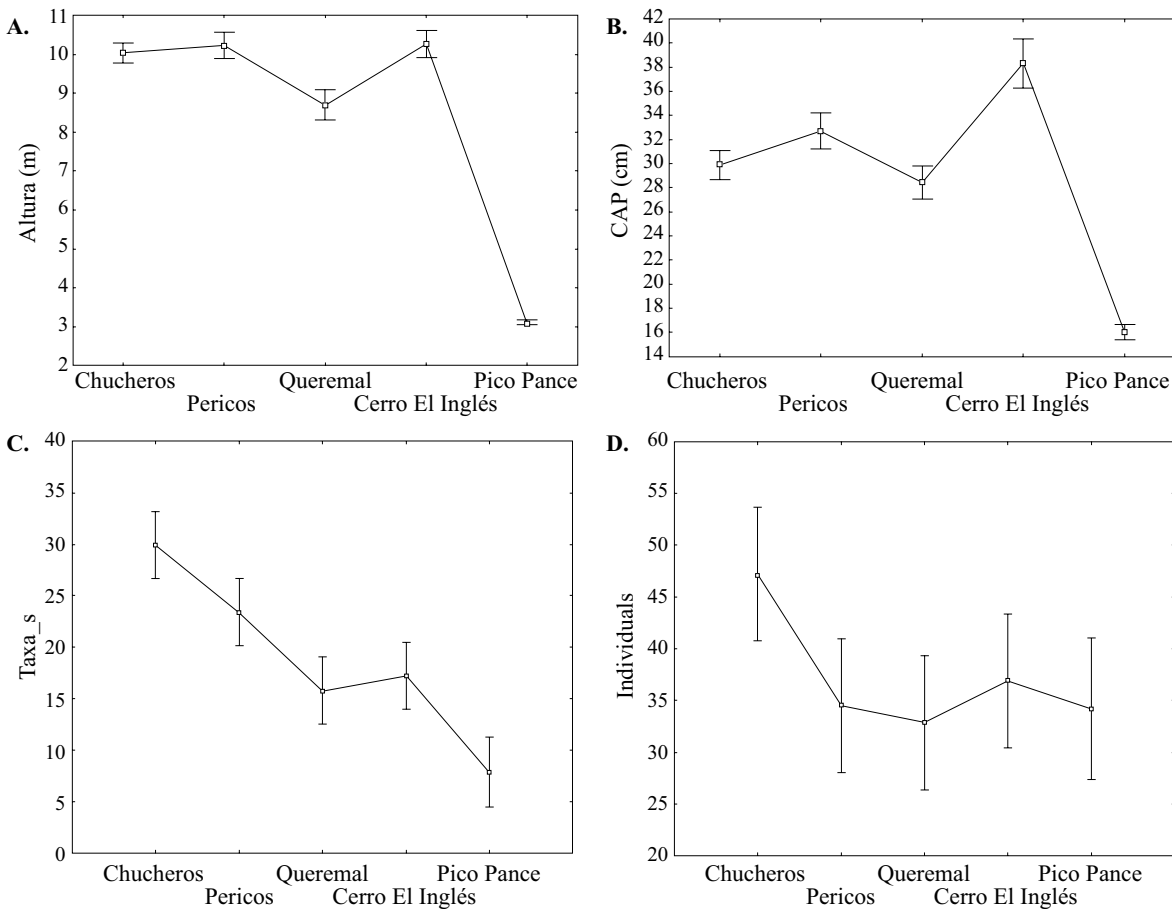 A.
Altura (m)
11
10
9
8
7
6
5
4
3
2
Chucheros
Queremal
Pico Pance
Pericos
Cerro El Inglés
B.
CAP (cm)
42
40
38
36
34
32
30
28
26
24
22
20
18
16
14
Chucheros
Queremal
Pico Pance
Pericos
Cerro El Inglés
C.
Taxa_s
40
35
30
25
20
15
10
5
0
Chucheros
Queremal
Pico Pance
Pericos
Cerro El Inglés
D.
Individuals
60
55
50
45
40
35
30
25
20
Chucheros
Queremal
Pico Pance
Pericos
Cerro El Inglés